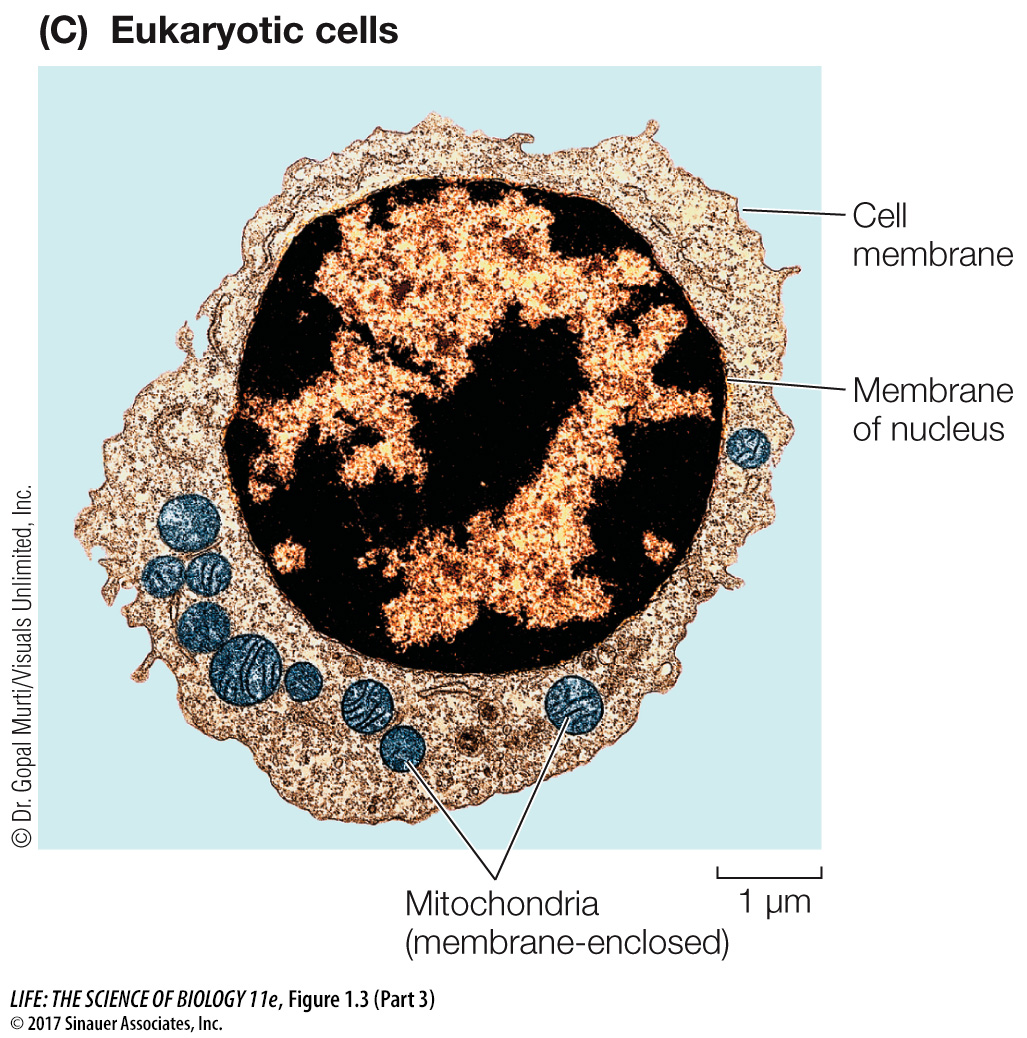 (C) Eukaryotic cells
Cell
membrane
Membrane
of nucleus
© Dr. Gopal Murti/Visuals Unlimited, Inc.
Mitochondria
(membrane-enclosed)
1 µm
LIFE: THE SCIENCE OF BIOLOGY 11e, Figure 1.3 (Part 3)
© 2017 Sinauer Associates, Inc.